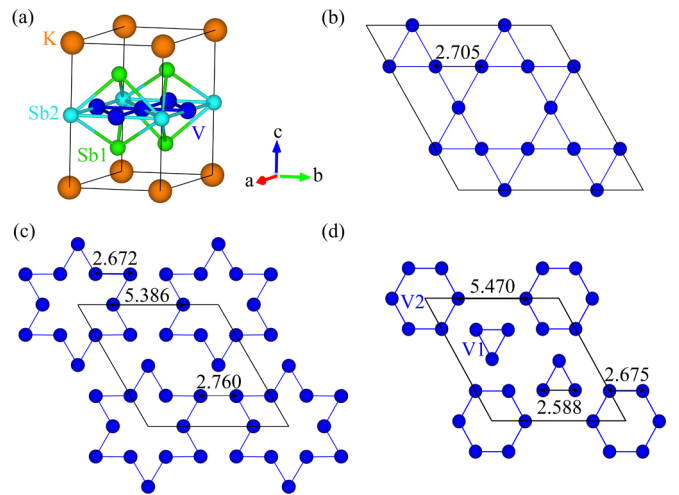 (a)
K
Sb2
V
Sb1
c
a
b
(b)
2.705
(c)
2.672
5.386
2.760
(d)
5.470
V2
V1
2.675
2.588